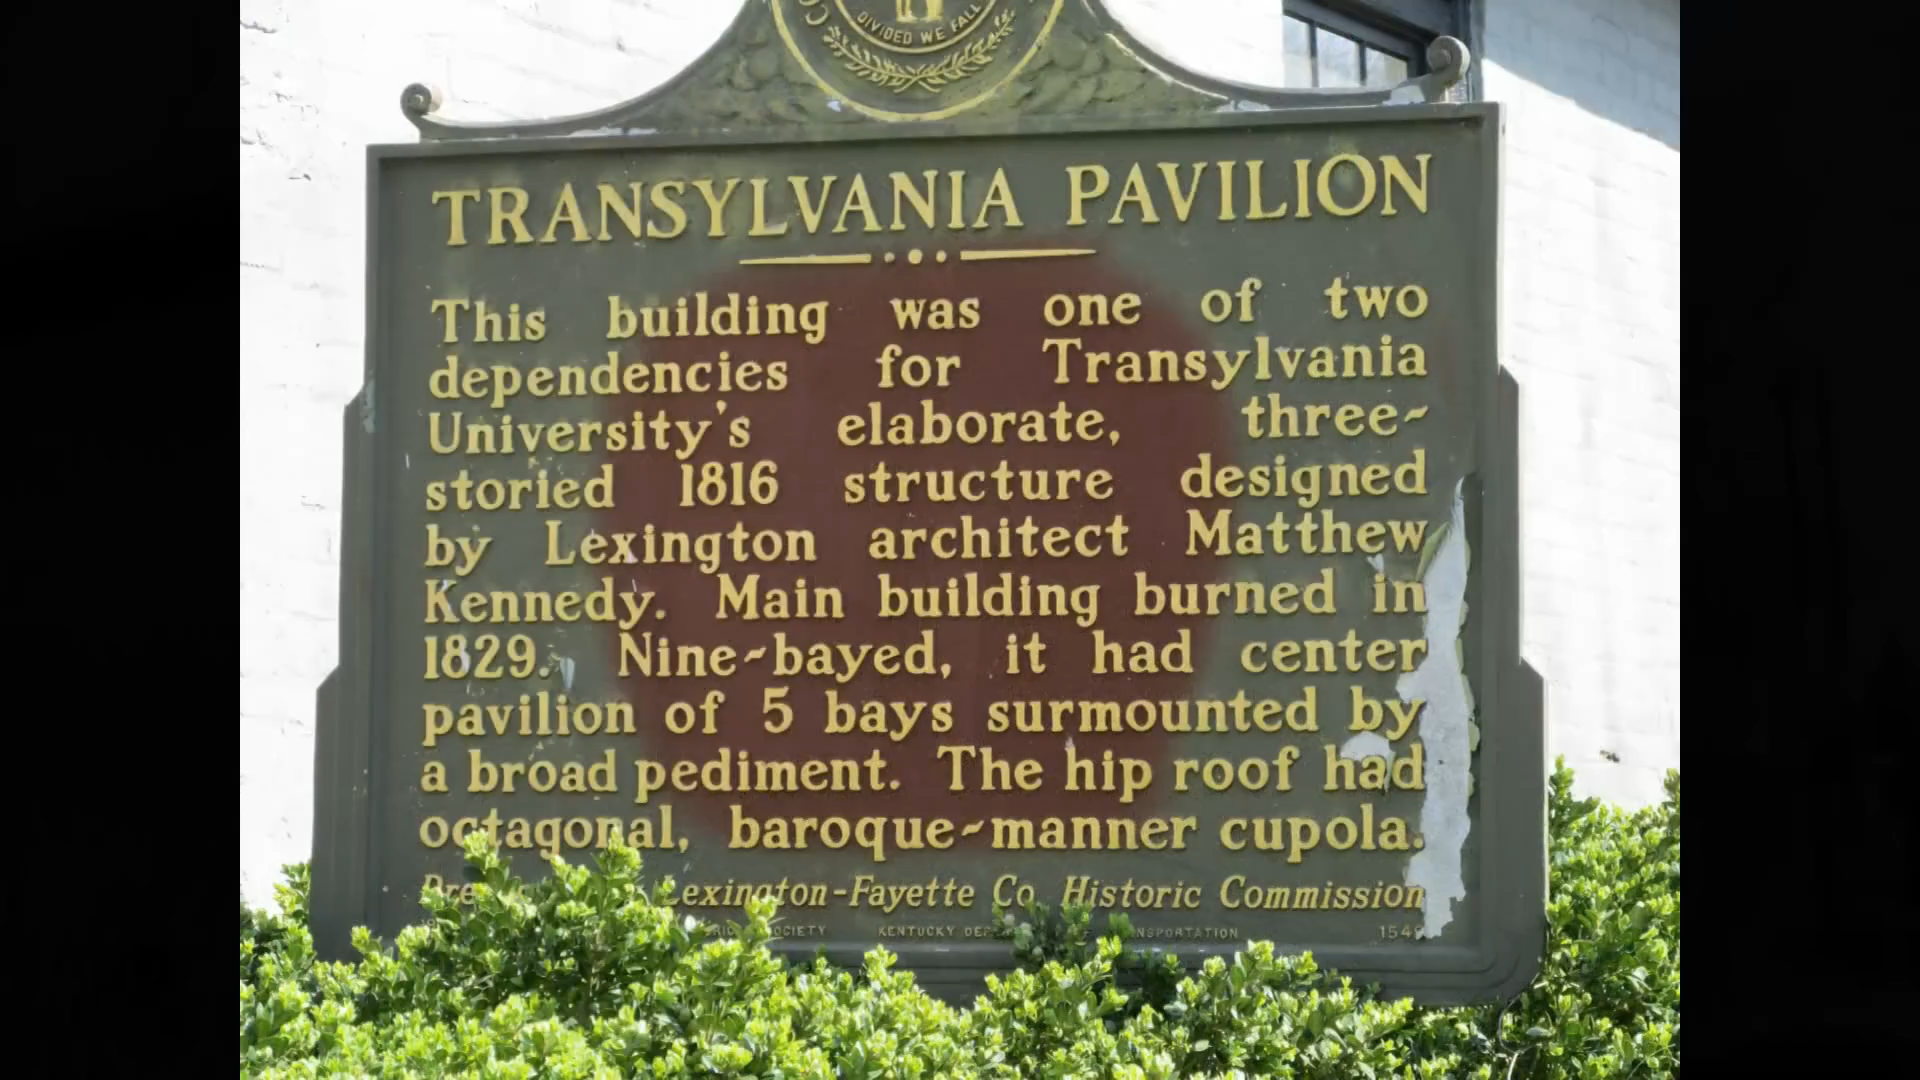 DIVIDED WE FALL
TRANSYLVANIA PAVILION
This building was one of two
dependencies for Transylvania
University's elaborate, three-
storied 1816 structure designed
by Lexington architect Matthew
Kennedy. Main building burned in
1829. Nine-bayed, it had center
pavilion of 5 bays surmounted by
a broad pediment. The hip roof had
octagonal, baroque-manner cupola.
Lexington-Fayette Co. Historic Commission
KENTUCKY